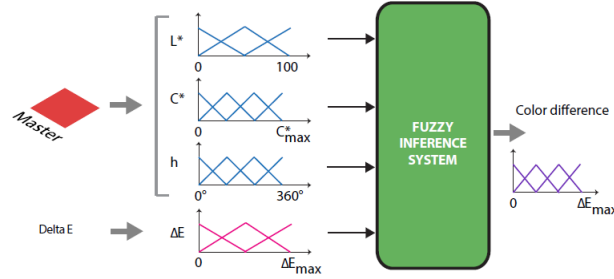 L*
0 100
C*
0 C*max
Master
h
0° 360°
Delta E
ΔE
0 ΔEmax
FUZZY
INFERENCE
SYSTEM
Color difference
0 ΔEmax